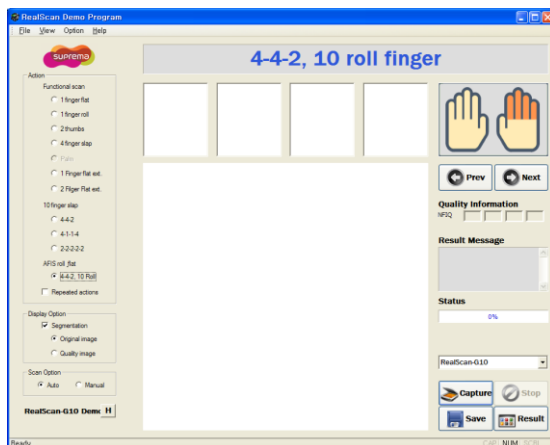 RealScan Demo Program
File View Option Help
suprema
4-4-2, 10 roll finger
Action
Functional scan
1 finger flat
1 finger roll
2 thumbs
4 finger slap
Palm
1 Finger flat ext.
2 Filger flat ext.
10 finger slap
4-4-2
4-1-1-4
2-2-2-2-2
AFIS roll ,flat
4-4-2, 10 Roll
Repeated actions
Display Option
Segmentation
Original image
Quality image
Scan Option
Auto Manual
RealScan-G10 Demo H
Prev Next
Quality Information
NFIQ
Result Message
Status
0%
RealScan-G10
Capture Stop
Save Result
Ready
CAP NUM SCRL